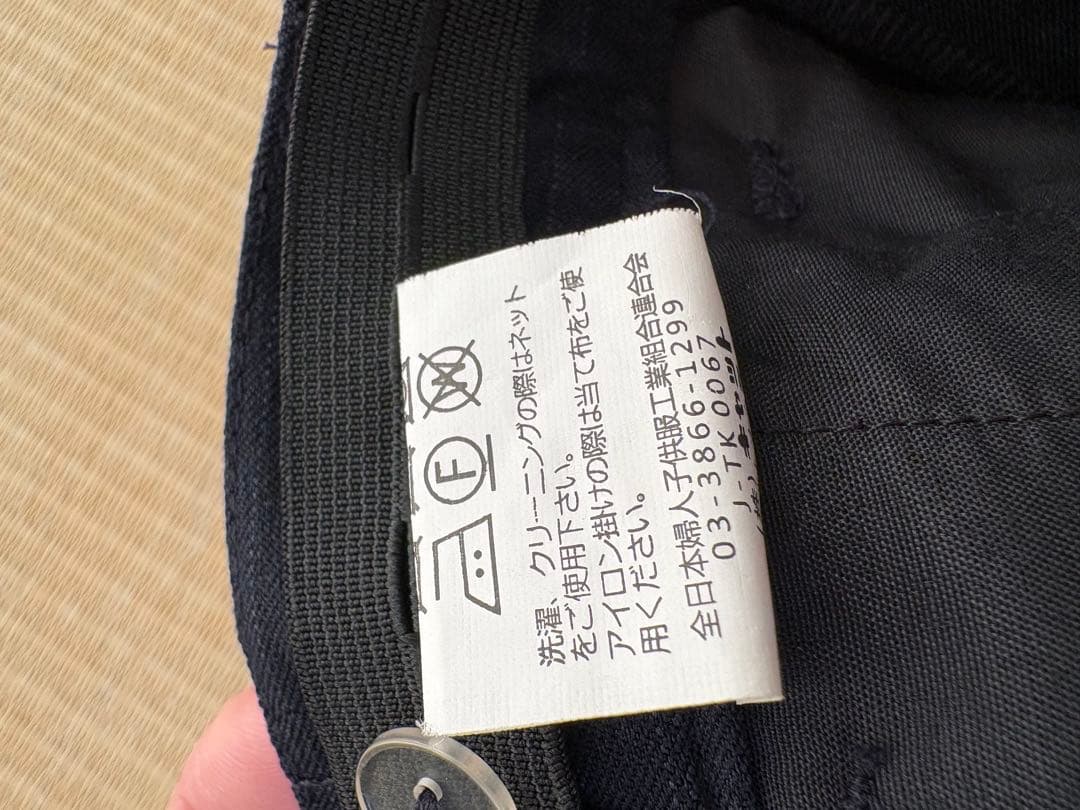 F W
洗濯、クリーニングの際はネット
をご使用下さい。
アイロン掛けの際は当て布をご使
用ください。
全日本婦人子供服工業組合連合会
03-3866-1299
J-TK0067